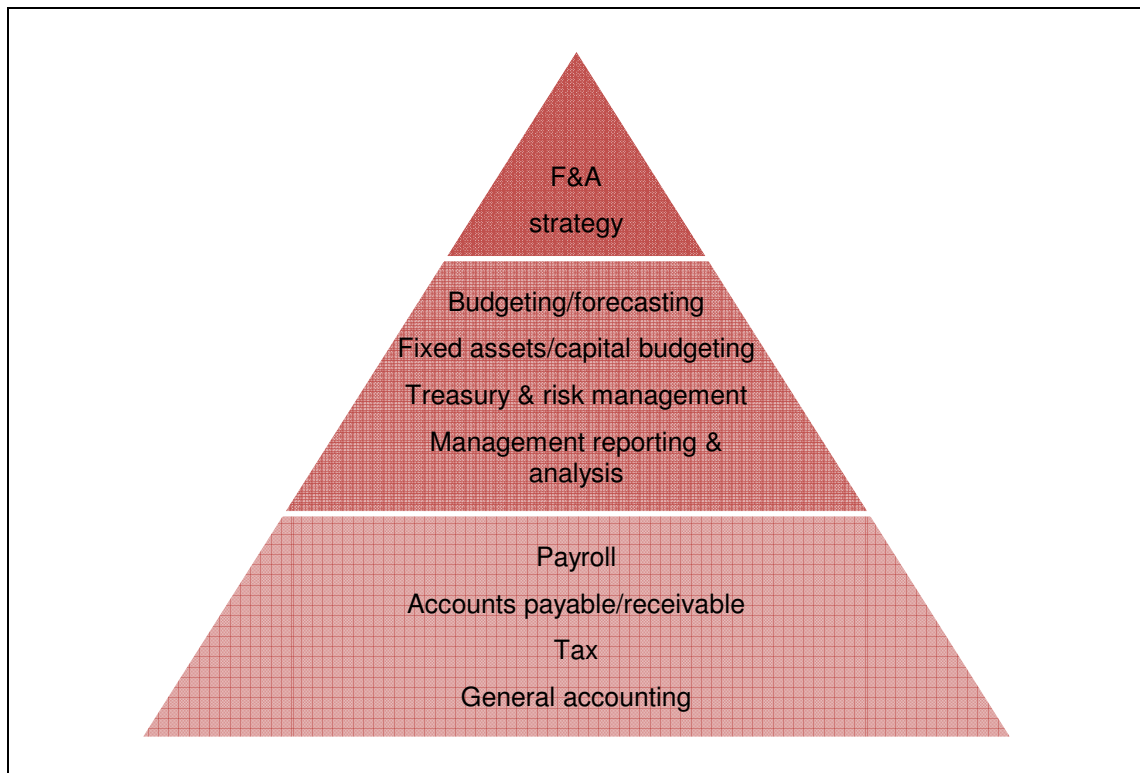 F&A
strategy
Budgeting/forecasting
Fixed assets/capital budgeting
Treasury & risk management
Management reporting &
analysis
Payroll
Accounts payable/receivable
Tax
General accounting